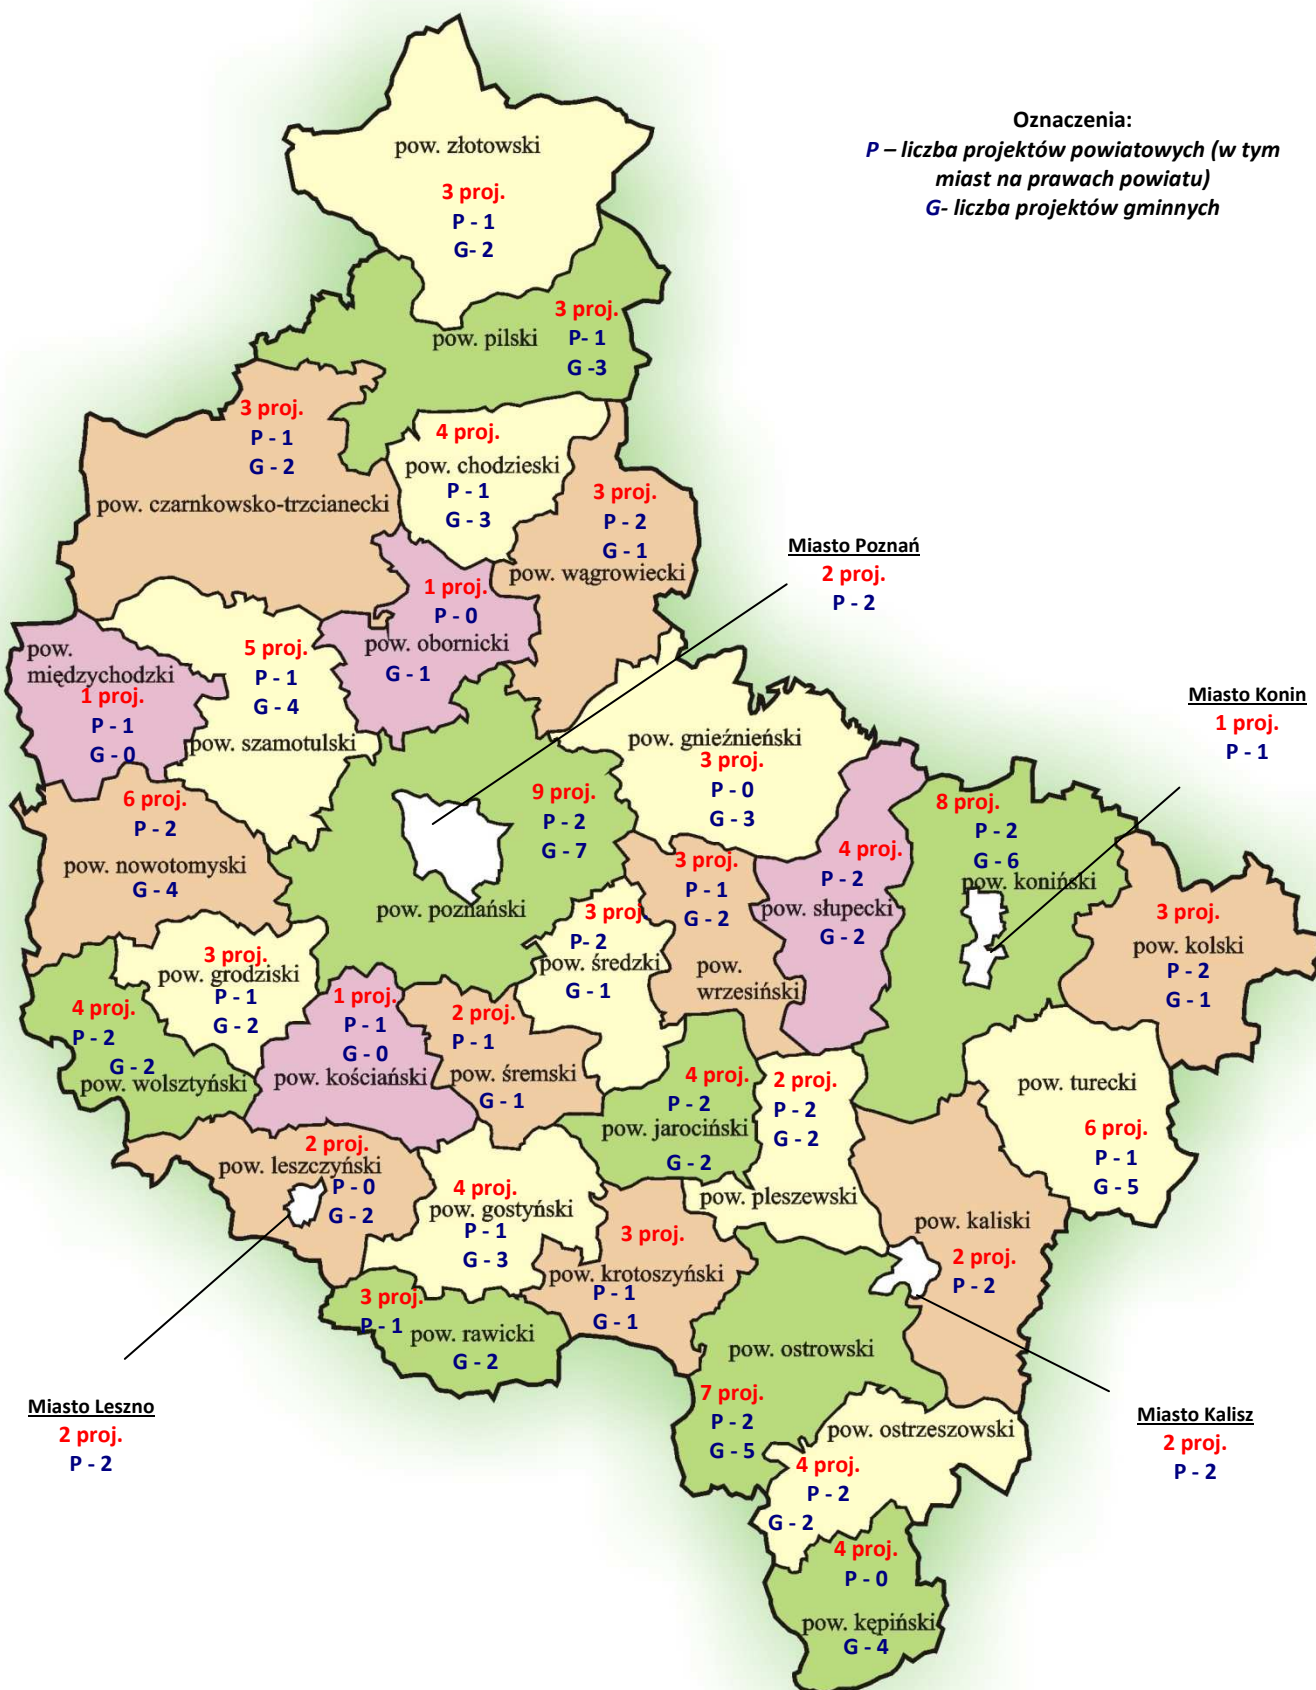 Oznaczenia:
P – liczba projektów powiatowych (w tym
miast na prawach powiatu)
G- liczba projektów gminnych
pow. złotowski
3 proj.
P - 1
G- 2
pow. pilski
3 proj.
P- 1
G -3
3 proj.
P - 1
G - 2
pow. czarnkowsko-trzcianecki
4 proj.
pow. chodzieski
P - 1
G - 3
3 proj.
P - 2
G - 1
pow. wągrowiecki
Miasto Poznań
2 proj.
P - 2
1 proj.
P - 0
pow. obornicki
G - 1
pow.
międzychodzki
1 proj.
P - 1
G - 0
5 proj.
P - 1
G - 4
pow. szamotulski
Miasto Konin
1 proj.
P - 1
pow. gnieźnieński
3 proj.
P - 0
G - 3
6 proj.
P - 2
pow. nowotomyski
G - 4
9 proj.
P - 2
G - 7
pow. poznański
8 proj.
P - 2
G - 6
pow. koniński
3 proj.
P - 1
G - 2
pow.
wrzesiński
4 proj.
P - 2
pow. słupecki
G - 2
3 proj.
pow. kolski
P - 2
G - 1
3 proj.
P- 2
pow. średzki
G - 1
3 proj.
pow. grodziski
P - 1
G - 2
4 proj.
P - 2
G - 2
pow. wolsztyński
1 proj.
P - 1
G - 0
pow. kościański
2 proj.
P - 1
pow. śremski
G - 1
4 proj.
P - 2
pow. jarociński
G - 2
2 proj.
P - 2
G - 2
pow. pleszewski
pow. turecki
6 proj.
P - 1
G - 5
2 proj.
pow. leszczyński
P - 0
G - 2
4 proj.
pow. gostyński
P - 1
G - 3
3 proj.
pow. krotoszyński
P - 1
G - 1
pow. kaliski
2 proj.
P - 2
3 proj.
P - 1
pow. rawicki
G - 2
pow. ostrowski
7 proj.
P - 2
G - 5
Miasto Leszno
2 proj.
P - 2
Miasto Kalisz
2 proj.
P - 2
pow. ostrzeszowski
4 proj.
P - 2
G - 2
4 proj.
P - 0
pow. kępiński
G - 4